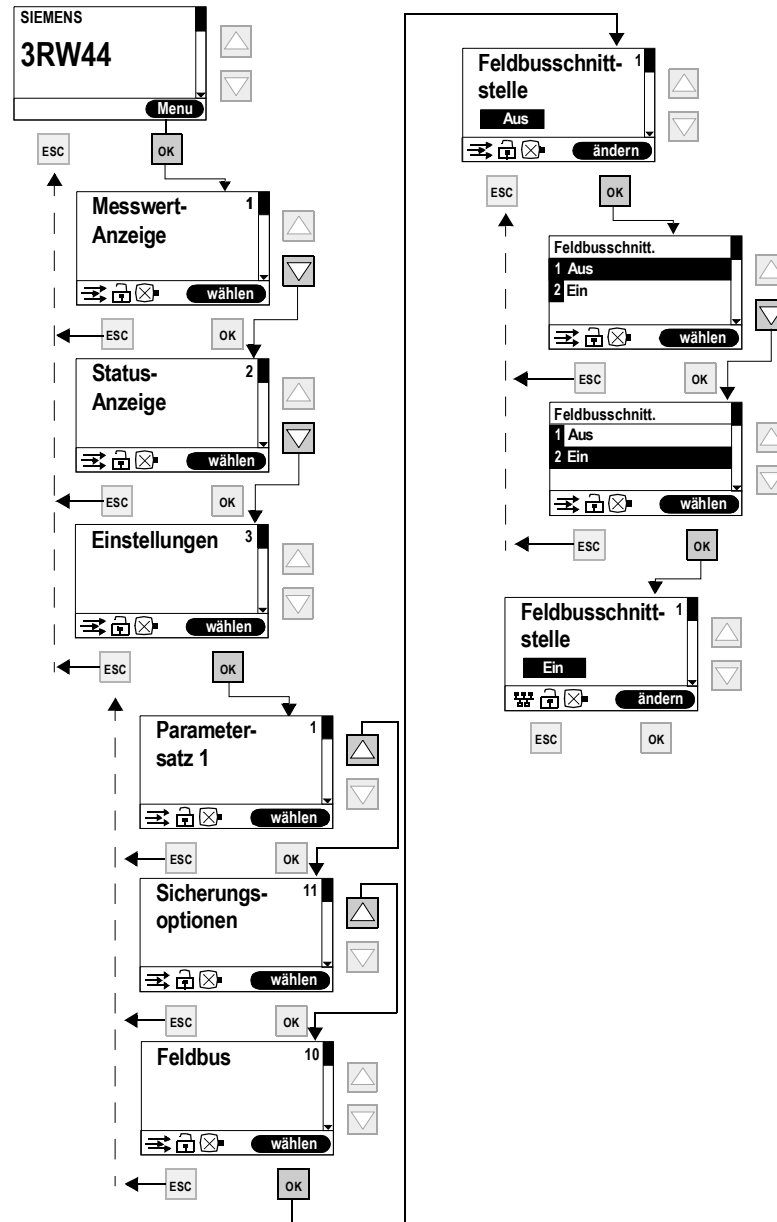 SIEMENS
3RW44
Menu
ESC
OK
Messwert-
Anzeige
1
wählen
ESC
OK
Status-
Anzeige
2
wählen
ESC
OK
Einstellungen
3
wählen
ESC
OK
Parameter-
satz 1
1
wählen
ESC
OK
Sicherungs-
optionen
11
wählen
ESC
OK
Feldbus
10
wählen
ESC
OK
Feldbusschnitt-
stelle
1
Aus
ändern
ESC
OK
Feldbusschnitt.
1 Aus
2 Ein
wählen
ESC
OK
Feldbusschnitt.
1 Aus
2 Ein
wählen
ESC
OK
Feldbusschnitt-
stelle
1
Ein
ändern
ESC
OK